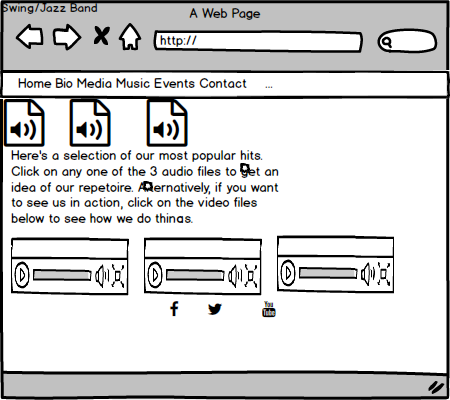 Swing/Jazz Band
A Web Page
http://
Home Bio Media Music Events Contact ...
Here's a selection of our most popular hits.
Click on any one of the 3 audio files to get an
idea of our repetoire. Alternatively, if you want
to see us in action, click on the video files
below to see how we do things.
You
Tube